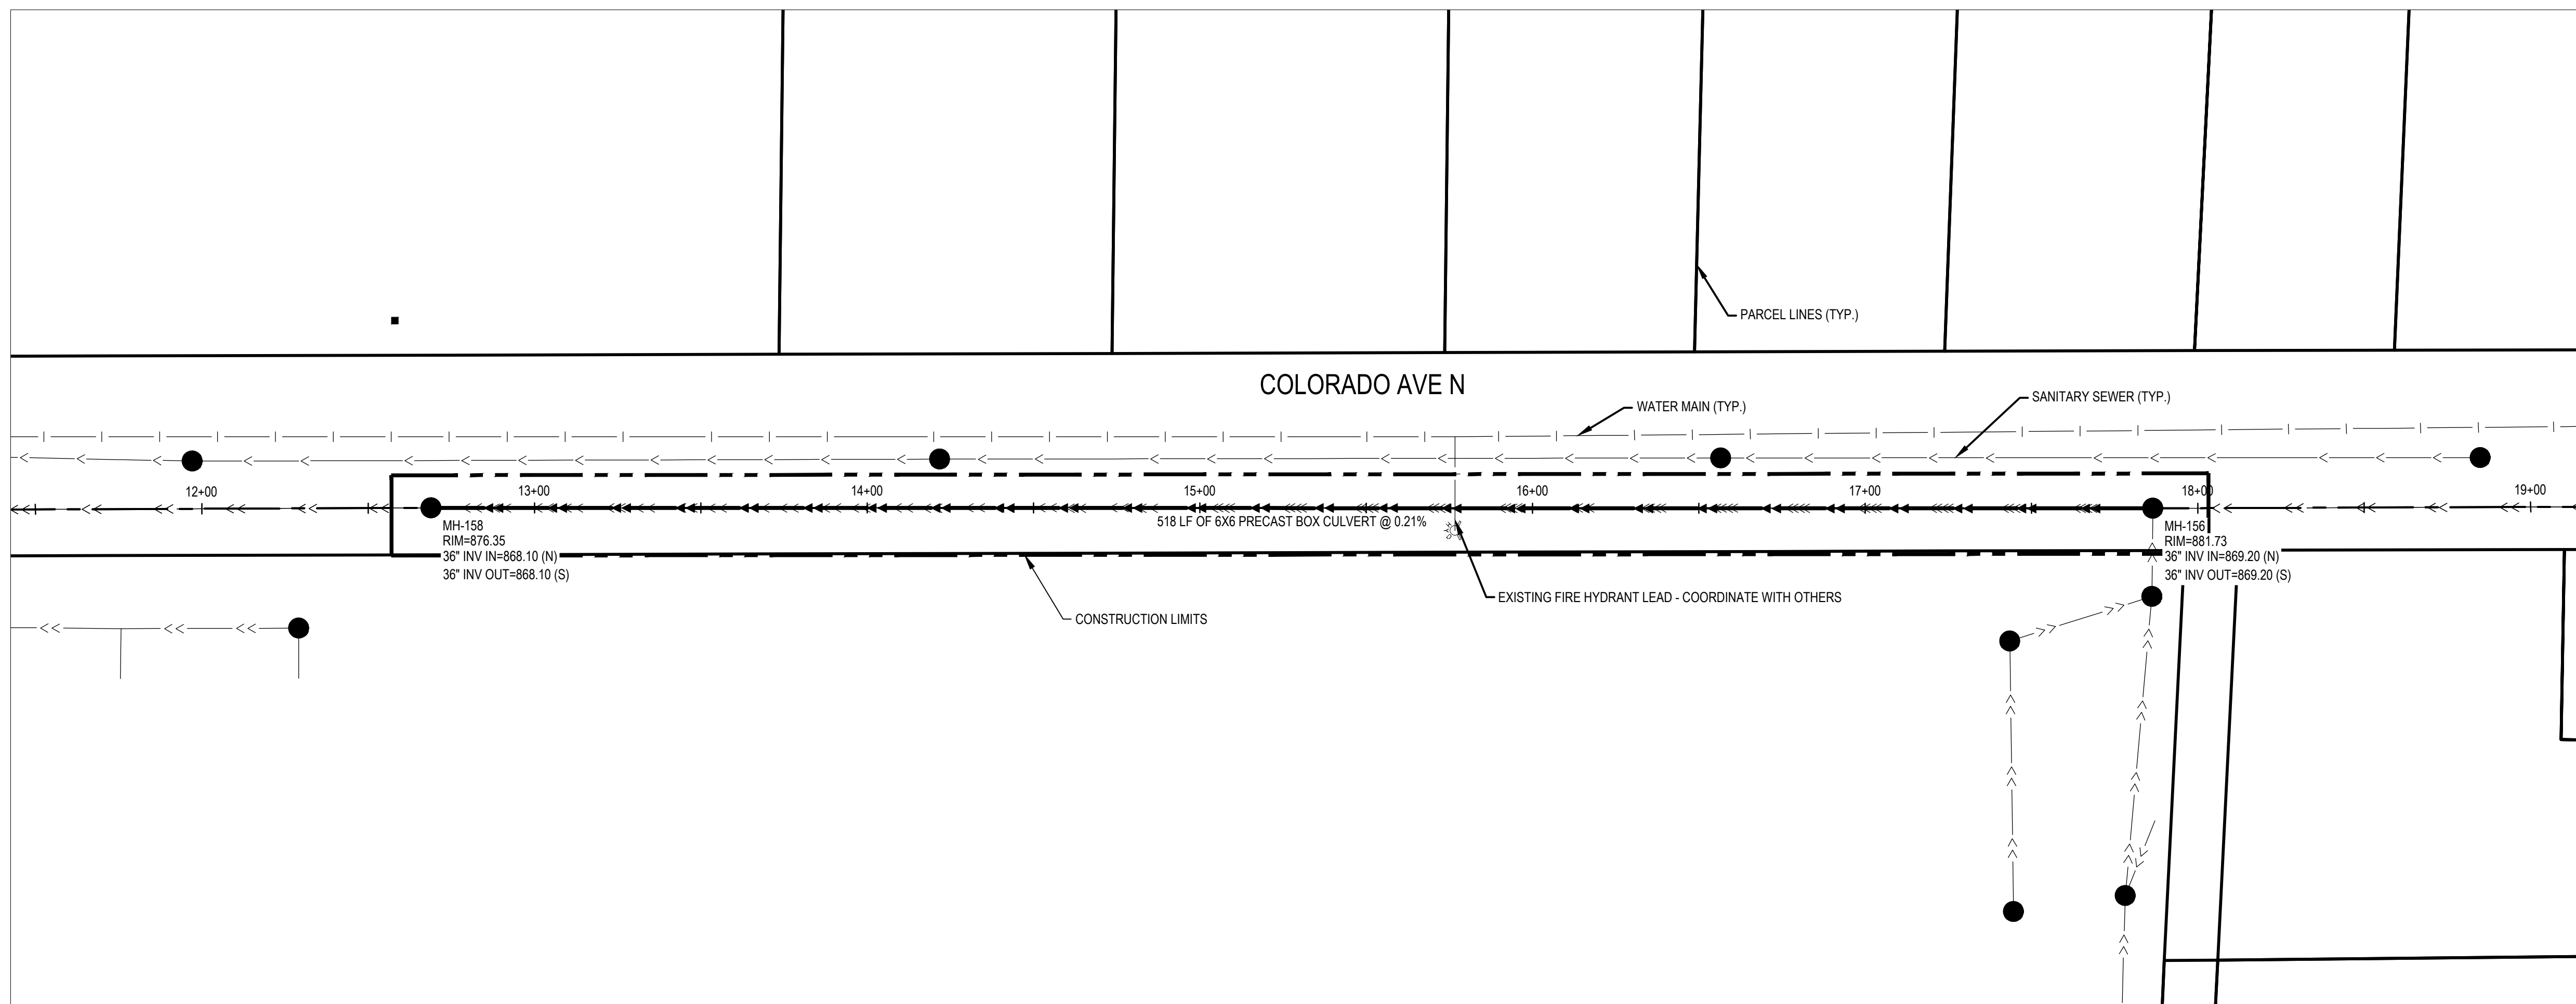 PARCEL LINES (TYP.)
COLORADO AVE N
SANITARY SEWER (TYP.)
WATER MAIN (TYP.)
12+00
13+00
14+00
15+00
16+00
17+00
18+00
19+00
518 LF OF 6X6 PRECAST BOX CULVERT @ 0.21%
MH-158
RIM=876.35
36" INV IN=868.10 (N)
36" INV OUT=868.10 (S)
MH-156
RIM=881.73
36" INV IN=869.20 (N)
36" INV OUT=869.20 (S)
EXISTING FIRE HYDRANT LEAD - COORDINATE WITH OTHERS
CONSTRUCTION LIMITS